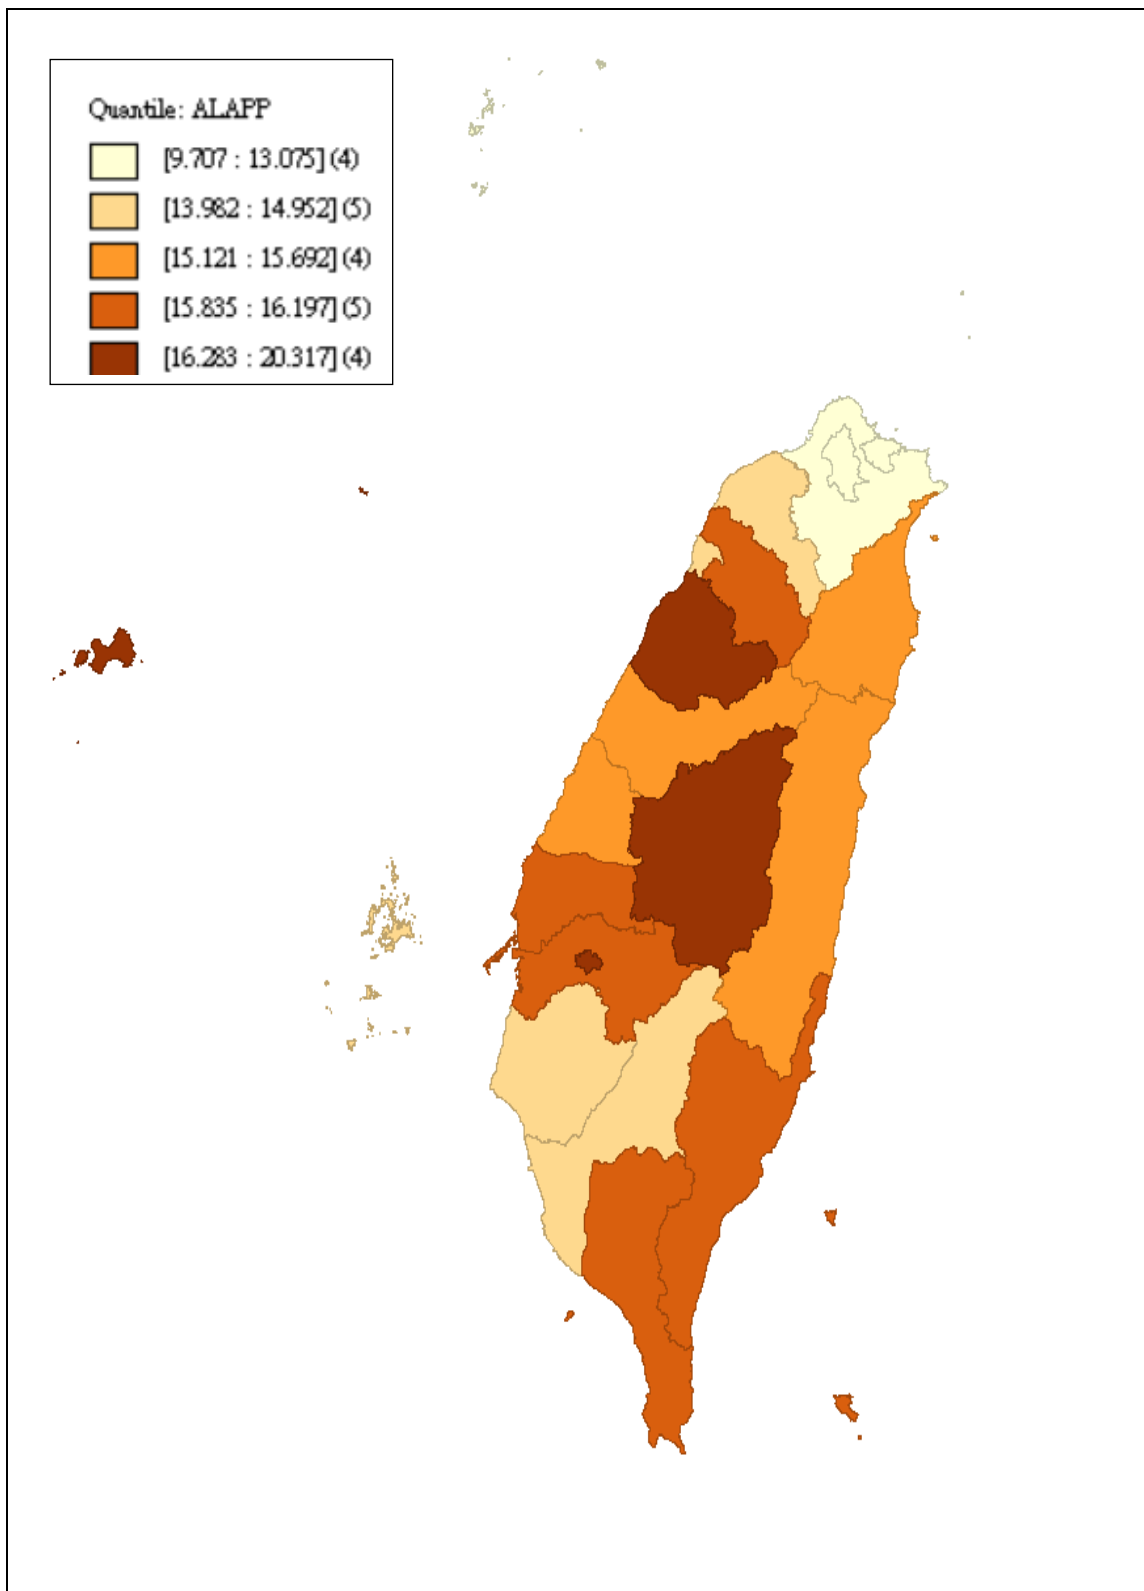 Quantile: ALAPP
[9.707 : 13.075] (4)
[13.982 : 14.952] (5)
[15.121 : 15.692] (4)
[15.835 : 16.197] (5)
[16.283 : 20.317] (4)